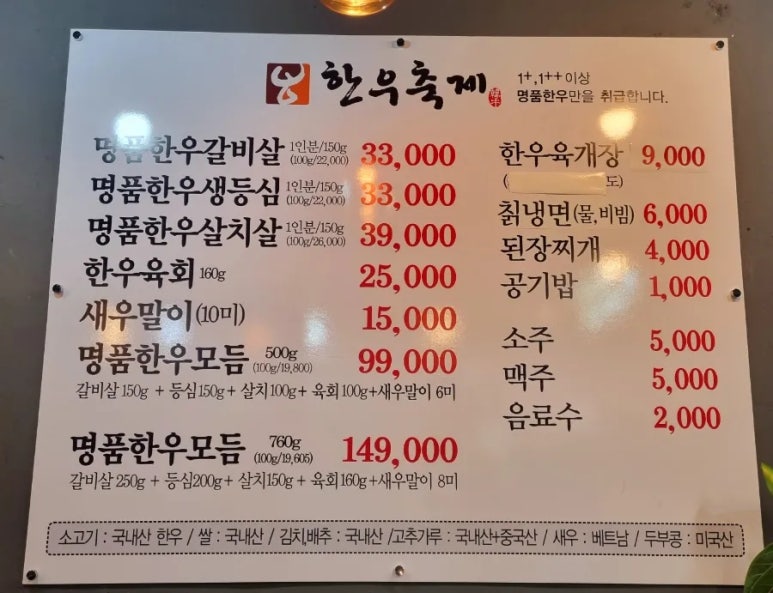 한우축제
1+,1++이상
명품한우만을 취급합니다.
명품한우갈비살 1인분/150g (100g/22,000) 33,000
명품한우생등심 1인분/150g (100g/22,000) 33,000
명품한우살치살 1인분/150g (100g/26,000) 39,000
한우육회 160g 25,000
새우말이(10미) 15,000
명품한우모듬 500g (100g/19,800) 99,000
갈비살 150g + 등심150g + 살치100g + 육회100g+새우말이 6미
명품한우모듬 760g (100g/19,605) 149,000
갈비살 250g + 등심200g + 살치150g + 육회160g+새우말이 8미
한우육개장 9,000
( 도)
칡냉면(물,비빔) 6,000
된장찌개 4,000
공기밥 1,000
소주 5,000
맥주 5,000
음료수 2,000
소고기 : 국내산 한우 / 쌀 : 국내산 / 김치,배추 : 국내산 /고추가루 : 국내산+중국산 / 새우 : 베트남 / 두부콩 : 미국산